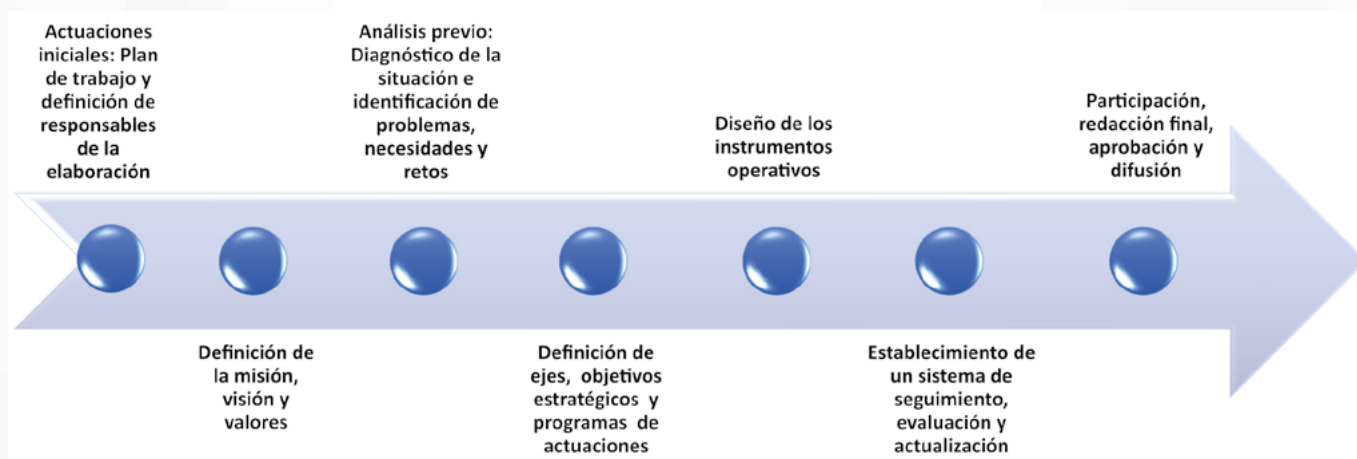 Actuaciones
iniciales: Plan
de trabajo y
definición de
responsables
de la
elaboración
Definición de
la misión,
visión y
valores
Análisis previo:
Diagnóstico de la
situación e
identificación de
problemas,
necesidades y
retos
Definición de
ejes, objetivos
estratégicos y
programas de
actuaciones
Diseño de los
instrumentos
operativos
Establecimiento de
un sistema de
seguimiento,
evaluación y
actualización
Participación,
redacción final,
aprobación y
difusión